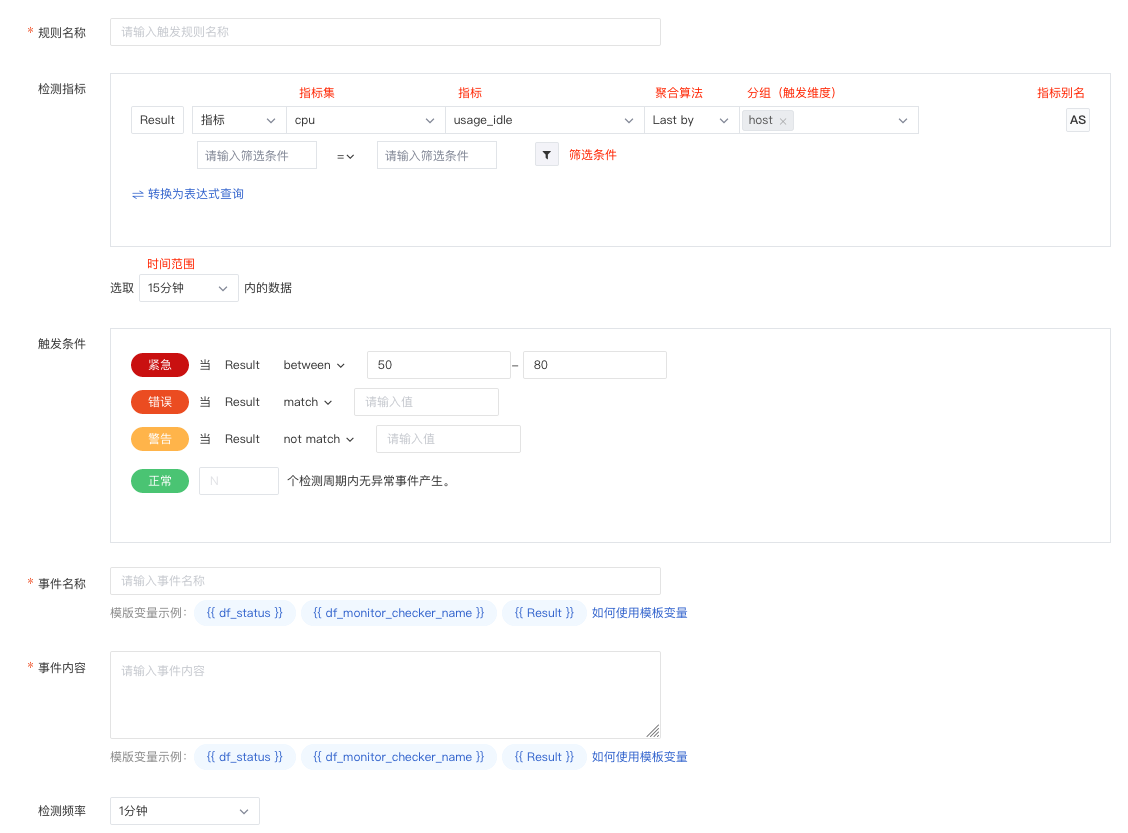 * 规则名称 请输入触发规则名称
检测指标
指标集 指标 聚合算法 分组（触发维度） 指标别名
Result 指标 cpu usage_idle Last by host × AS
请输入筛选条件 = 请输入筛选条件 筛选条件
⇌ 转换为表达式查询
时间范围
选取 15分钟 内的数据
触发条件
紧急 当 Result between 50 – 80
错误 当 Result match 请输入值
警告 当 Result not match 请输入值
正常 N 个检测周期内无异常事件产生。
* 事件名称 请输入事件名称
模版变量示例： {{ df_status }} {{ df_monitor_checker_name }} {{ Result }} 如何使用模板变量
* 事件内容 请输入事件内容
模版变量示例： {{ df_status }} {{ df_monitor_checker_name }} {{ Result }} 如何使用模板变量
检测频率 1分钟